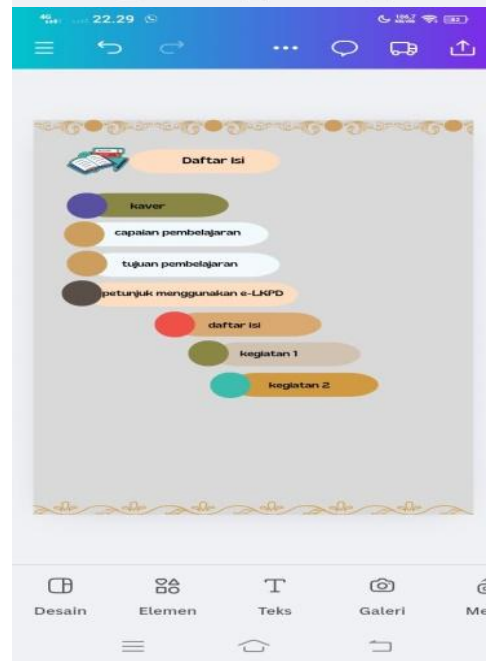 4G 22.29
Daftar isi
kaver
capaian pembelajaran
tujuan pembelajaran
petunjuk menggunakan e-LKPD
daftar isi
kegiatan 1
kegiatan 2
Desain Elemen Teks Galeri